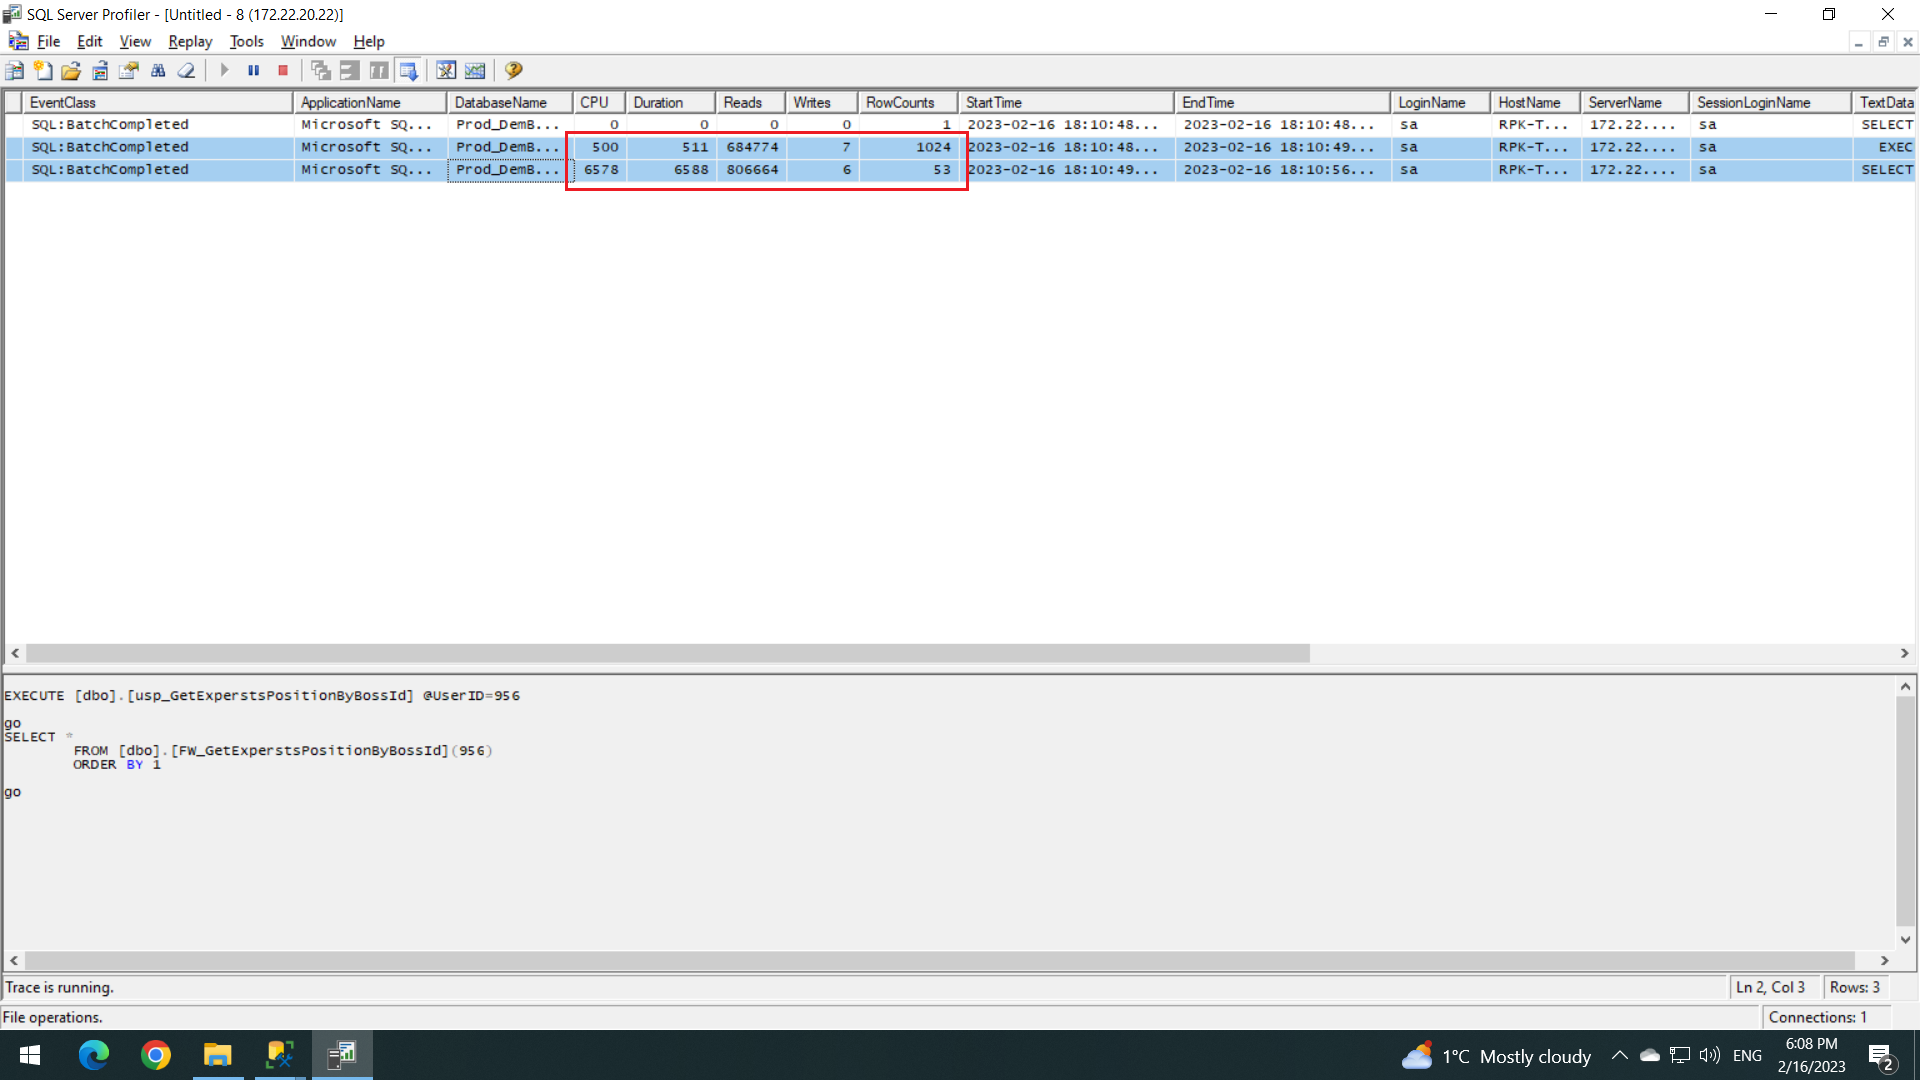 SQL Server Profiler - [Untitled - 8 (172.22.20.22)]
File Edit View Replay Tools Window Help
EventClass ApplicationName DatabaseName CPU Duration Reads Writes RowCounts StartTime EndTime LoginName HostName ServerName SessionLoginName TextData
SQL:BatchCompleted Microsoft SQ... Prod_DemB... 0 0 0 0 1 2023-02-16 18:10:48... 2023-02-16 18:10:48... sa RPK-T... 172.22.... sa SELECT
SQL:BatchCompleted Microsoft SQ... Prod_DemB... 500 511 684774 7 1024 2023-02-16 18:10:48... 2023-02-16 18:10:49... sa RPK-T... 172.22.... sa EXEC
SQL:BatchCompleted Microsoft SQ... Prod_DemB... 6578 6588 806664 6 53 2023-02-16 18:10:49... 2023-02-16 18:10:56... sa RPK-T... 172.22.... sa SELECT
EXECUTE [dbo].[usp_GetExperstsPositionByBossId] @UserID=956
go
SELECT *
FROM [dbo].[FW_GetExperstsPositionByBossId](956)
ORDER BY 1
go
Trace is running.
Ln 2, Col 3 Rows: 3
File operations.
Connections: 1
1°C Mostly cloudy ENG 6:08 PM
2/16/2023 2